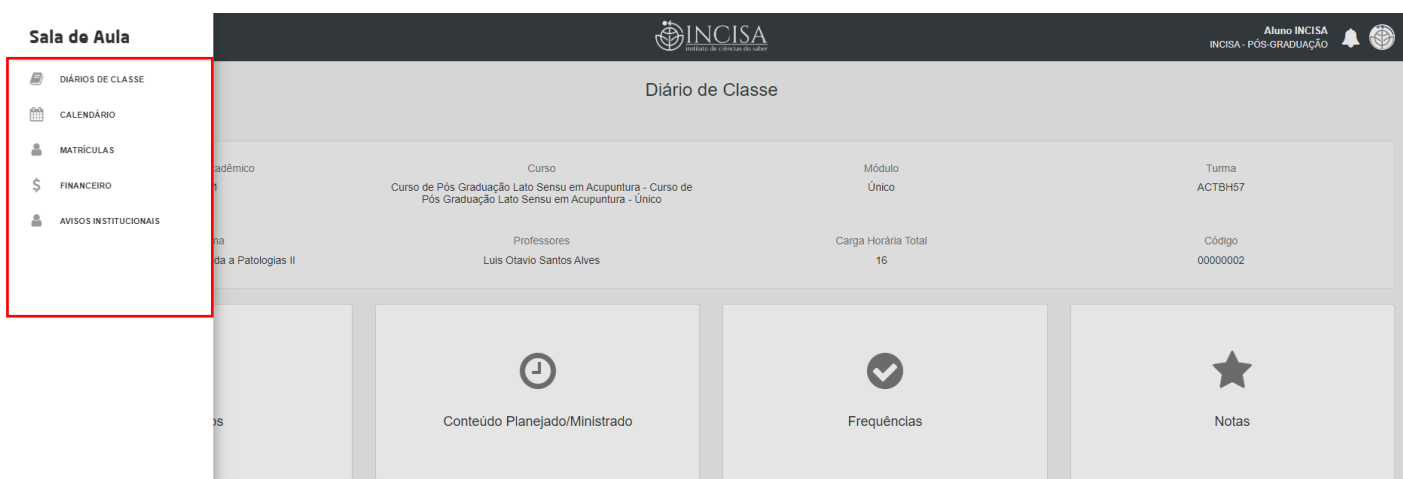 Sala de Aula
INCISA
instituto de ciências do saber
Aluno INCISA
INCISA - PÓS-GRADUAÇÃO
DIÁRIOS DE CLASSE
CALENDÁRIO
MATRÍCULAS
FINANCEIRO
AVISOS INSTITUCIONAIS
Diário de Classe
adêmico
Curso
Módulo
Turma
1
Curso de Pós Graduação Lato Sensu em Acupuntura - Curso de
Pós Graduação Lato Sensu em Acupuntura - Único
Único
ACTBH57
na
Professores
Carga Horária Total
Código
da a Patologias II
Luis Otavio Santos Alves
16
00000002
os
Conteúdo Planejado/Ministrado
Frequências
Notas